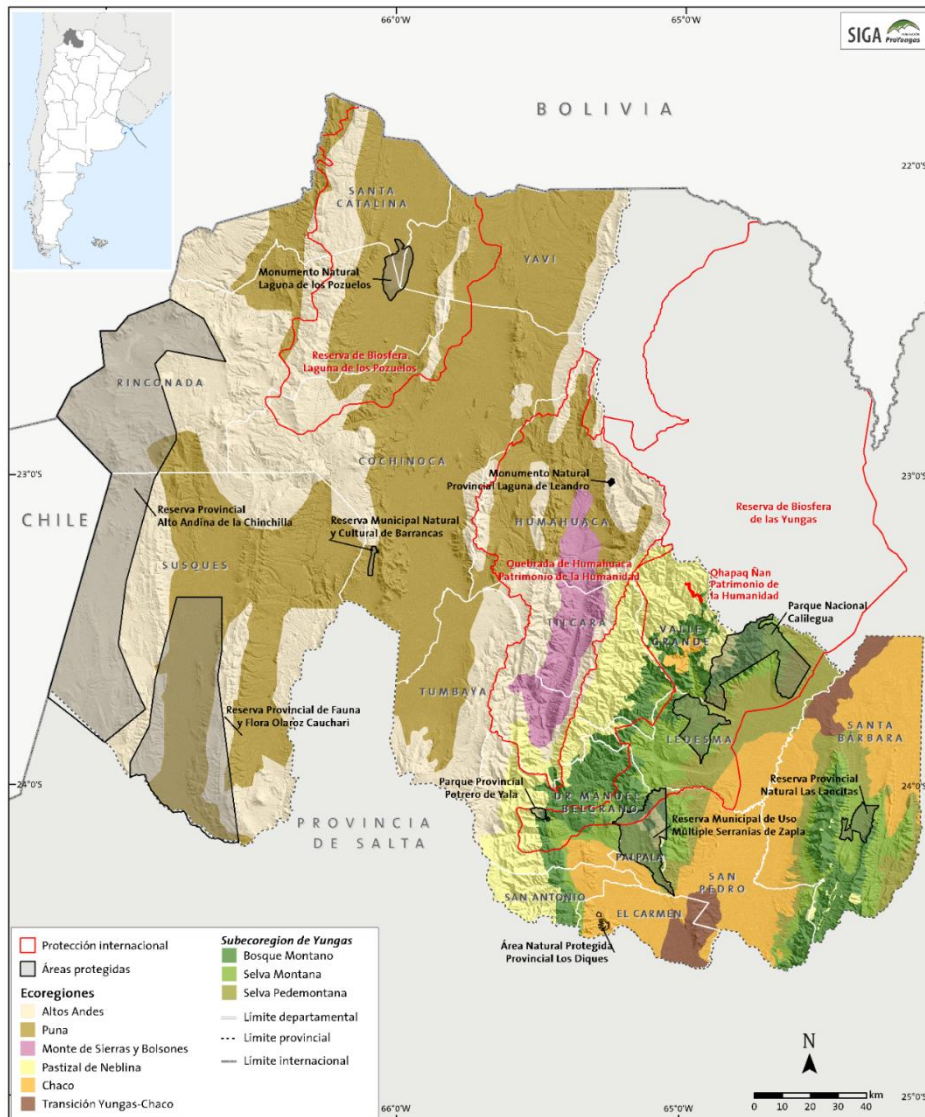 66°0'W
65°0'W
SIGA
FUNDACIÓN
ProYungas
BOLIVIA
22°0'S
22°0'S
SANTA
CATALINA
YAVI
Monumento Natural
Laguna de los Pozuelos
Reserva de Biosfera
Laguna de los Pozuelos
RINCONADA
COCHINOCA
23°0'S
23°0'S
Monumento Natural
Provincial Laguna de Leandro
CHILE
Reserva Provincial
Alto Andina de la Chinchilla
Reserva Municipal Natural
y Cultural de Barrancas
HUMAHUACA
Reserva de Biosfera
de las Yungas
SUSQUES
Quebrada de Humahuaca
Patrimonio de la Humanidad
Qhapaq Ñan
Patrimonio de
la Humanidad
TILCARA
VALLE
GRANDE
Parque Nacional
Calilegua
TUMBAYA
Reserva Provincial de Fauna
y Flora Olaroz Cauchari
LEDESMA
SANTA
BÁRBARA
24°0'S
24°0'S
Parque Provincial
Potrero de Yala
DR MANUEL
BELGRANO
Reserva Provincial
Natural Las Lancitas
PROVINCIA
DE SALTA
Reserva Municipal de Uso
Múltiple Serranías de Zapla
PALPALA
SAN
PEDRO
SAN ANTONIO
EL CARMEN
Área Natural Protegida
Provincial Los Diques
Protección internacional
Áreas protegidas
Ecoregiones
Altos Andes
Puna
Monte de Sierras y Bolsones
Pastizal de Neblina
Chaco
Transición Yungas-Chaco
Subecoregion de Yungas
Bosque Montano
Selva Montana
Selva Pedemontana
Límite departamental
Límite provincial
Límite internacional
N
0 10 20 30 40 km
25°0'S
66°0'W
65°0'W